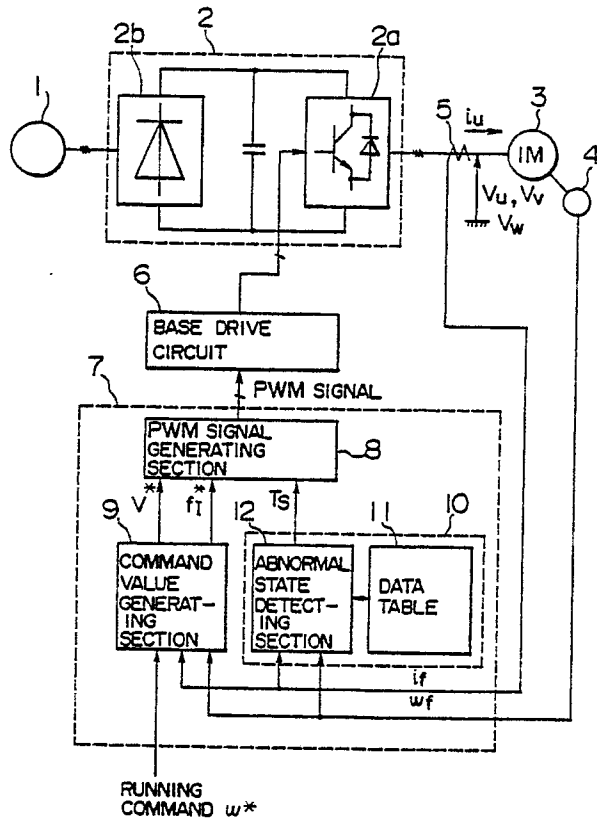 2
2b
2a
1
5
iu
3
IM
4
Vu, Vv
Vw
6
BASE DRIVE
CIRCUIT
7
PWM SIGNAL
PWM SIGNAL
GENERATING
SECTION
8
V*
fI*
Ts
10
9
12
11
COMMAND
VALUE
GENERAT-
ING
SECTION
ABNORMAL
STATE
DETECT-
ING
SECTION
DATA
TABLE
if
wf
RUNNING
COMMAND w*